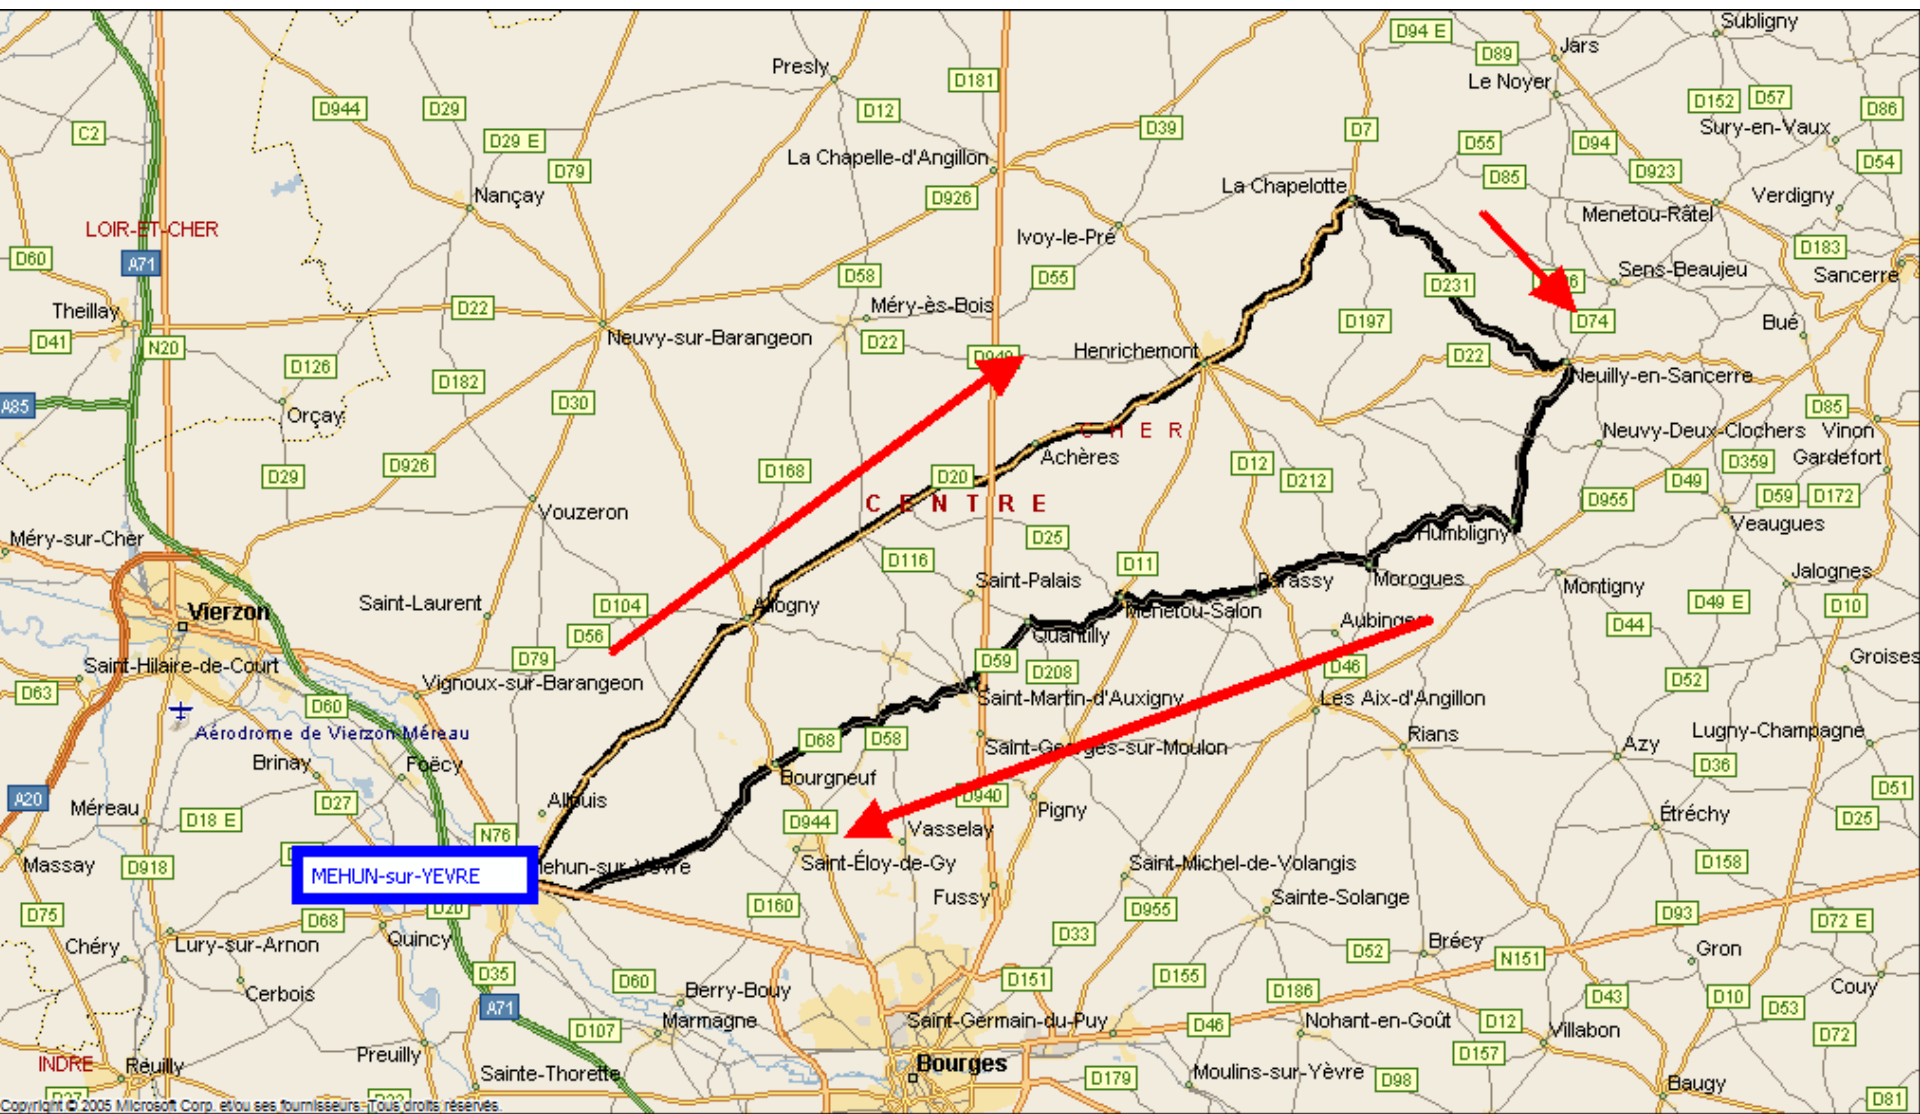 Subligny
D94 E
Jars
D89
Presly
D181
Le Noyer
D944
D29
D12
D152
D57
D86
C2
D29 E
D39
D7
D55
D94
Sury-en-Vaux
La Chapelle-d'Angillon
D79
D54
D926
La Chapelotte
D85
D923
Nançay
Verdigny
Menetou-Râtel
LOIR-ET-CHER
Ivoy-le-Pré
D183
D60
A71
D58
D55
D231
Sens-Beaujeu
Sancerre
Theillay
D22
Méry-ès-Bois
D197
D74
Bué
D41
N20
Neuvy-sur-Barangeon
D22
D940
Henrichemont
D22
D126
D182
Neuilly-en-Sancerre
A85
Orçay
D30
D85
CHER
Neuvy-Deux-Clochers
Vinon
D926
D168
Achères
D12
D359
Gardefort
D29
D20
D212
D49
D955
D59
D172
CENTRE
Vouzeron
Veaugues
Méry-sur-Cher
D25
Humbligny
D116
D11
Saint-Palais
Parassy
Morogues
Montigny
Jalognes
Vierzon
Saint-Laurent
D104
Allogny
Menetou-Salon
D49 E
D10
D56
Quantilly
Aubinges
D44
Saint-Hilaire-de-Court
D79
D59
D208
D46
Groises
D63
Vignoux-sur-Barangeon
D52
D60
Saint-Martin-d'Auxigny
Les Aix-d'Angillon
Aérodrome de Vierzon-Méreau
D68
D58
Saint-Georges-sur-Moulon
Rians
Azy
Lugny-Champagne
Brinay
Foëcy
Bourgneuf
D36
A20
Méreau
D27
Allouis
D940
Pigny
D51
D18 E
D944
Vasselay
Étréchy
D25
N76
Massay
D918
MEHUN-sur-YEVRE
Mehun-sur-Yèvre
Saint-Éloy-de-Gy
Saint-Michel-de-Volangis
D158
Fussy
Sainte-Solange
D75
D68
D20
D160
D955
D93
D72 E
Chéry
Lury-sur-Arnon
Quincy
D33
D52
Brécy
N151
Gron
D35
D60
D151
D155
Cerbois
A71
Berry-Bouy
D186
D43
D10
D53
Couy
D107
Marmagne
Saint-Germain-du-Puy
D46
Nohant-en-Goût
D12
Villabon
D72
INDRE
Reuilly
Preuilly
Bourges
D157
Sainte-Thorette
D179
Moulins-sur-Yèvre
D98
Baugy
D27
D81
Copyright © 2005 Microsoft Corp. et/ou ses fournisseurs. Tous droits réservés.